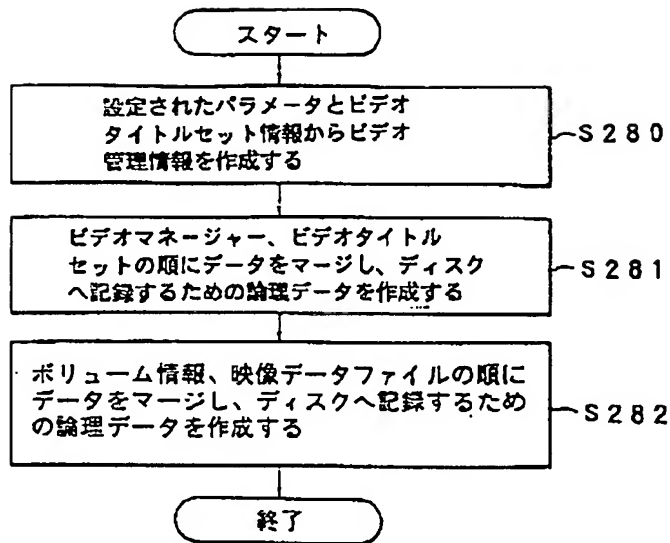 スタート
設定されたパラメータとビデオ
タイトルセット情報からビデオ
管理情報を作成する
S280
ビデオマネージャー、ビデオタイトル
セットの順にデータをマージし、ディスク
へ記録するための論理データを作成する
S281
ボリューム情報、映像データファイルの順に
データをマージし、ディスクへ記録するため
の論理データを作成する
S282
終了